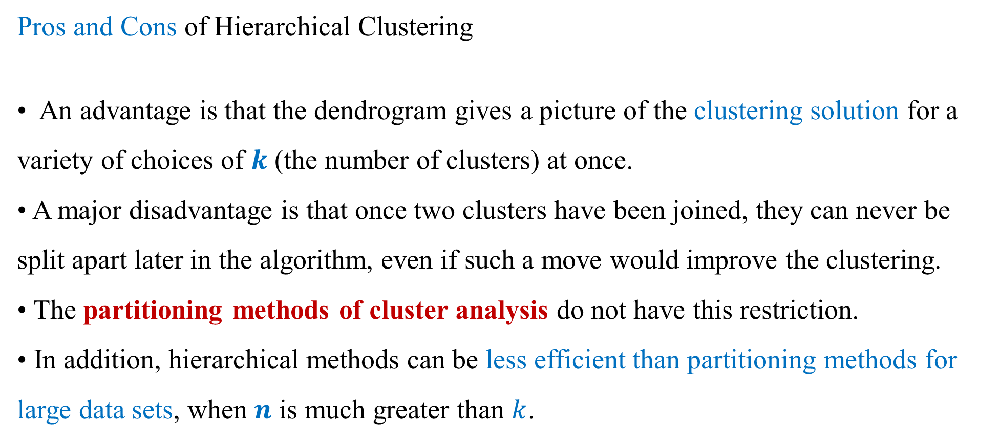 Pros and Cons of Hierarchical Clustering
• An advantage is that the dendrogram gives a picture of the clustering solution for a
variety of choices of k (the number of clusters) at once.
• A major disadvantage is that once two clusters have been joined, they can never be
split apart later in the algorithm, even if such a move would improve the clustering.
• The partitioning methods of cluster analysis do not have this restriction.
• In addition, hierarchical methods can be less efficient than partitioning methods for
large data sets, when n is much greater than k.